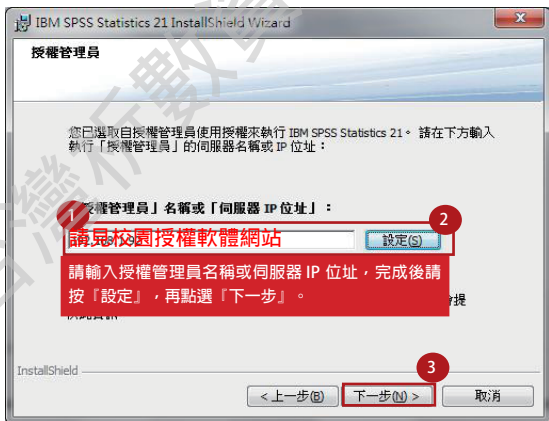 IBM SPSS Statistics 21 InstallShield Wizard
授權管理員
您已選取自授權管理員使用授權來執行 IBM SPSS Statistics 21。 請在下方輸入
執行「授權管理員」的伺服器名稱或 IP 位址：
授權管理員」名稱或「伺服器 IP 位址」：
1
2
請見校園授權軟體網站
設定(S)
請輸入授權管理員名稱或伺服器 IP 位址，完成後請
按『設定』，再點選『下一步』。
提
InstallShield
3
< 上一步(B)
下一步(N) >
取消